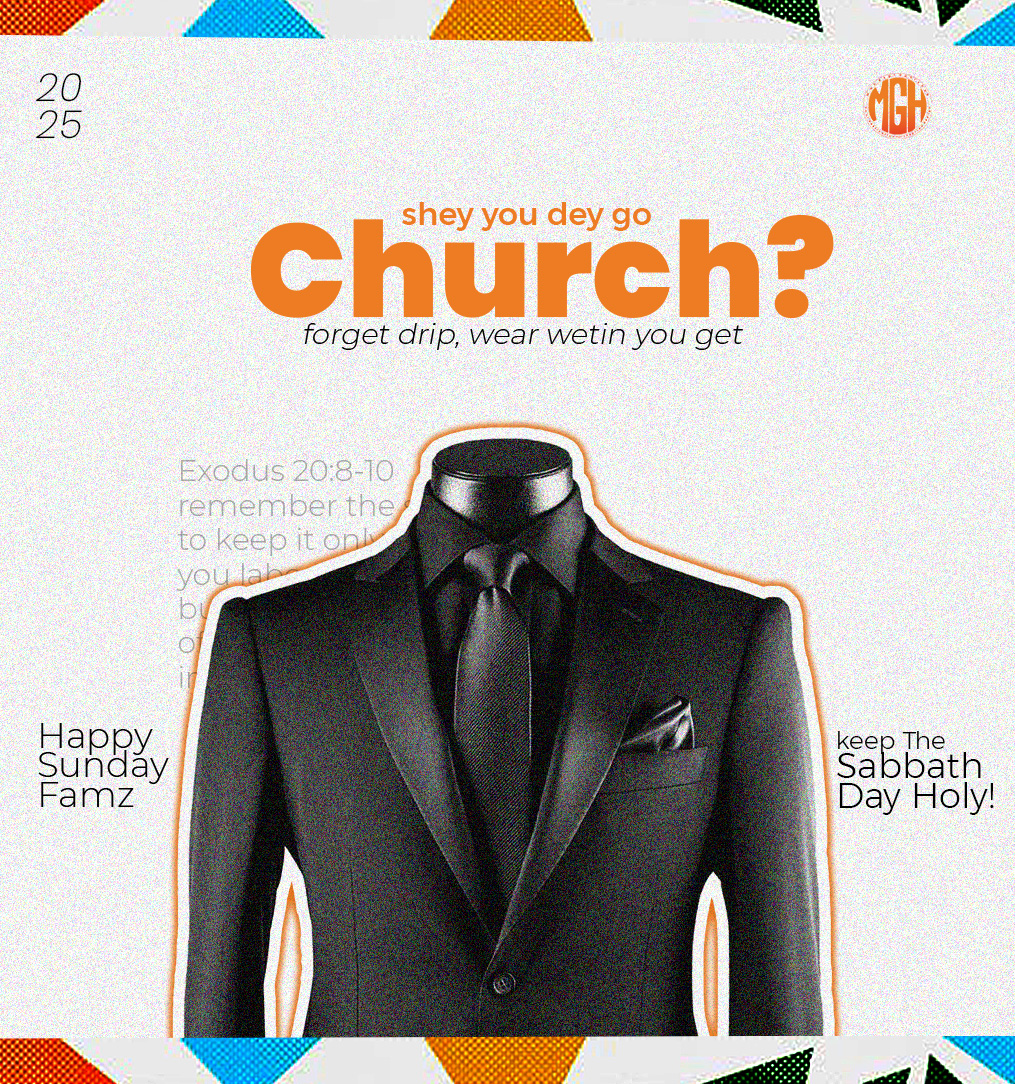 20
25
MGH
shey you dey go
Church?
forget drip, wear wetin you get
Exodus 20:8-10
remember the
to keep it only
you
Happy
Sunday
Famz
keep The
Sabbath
Day Holy!